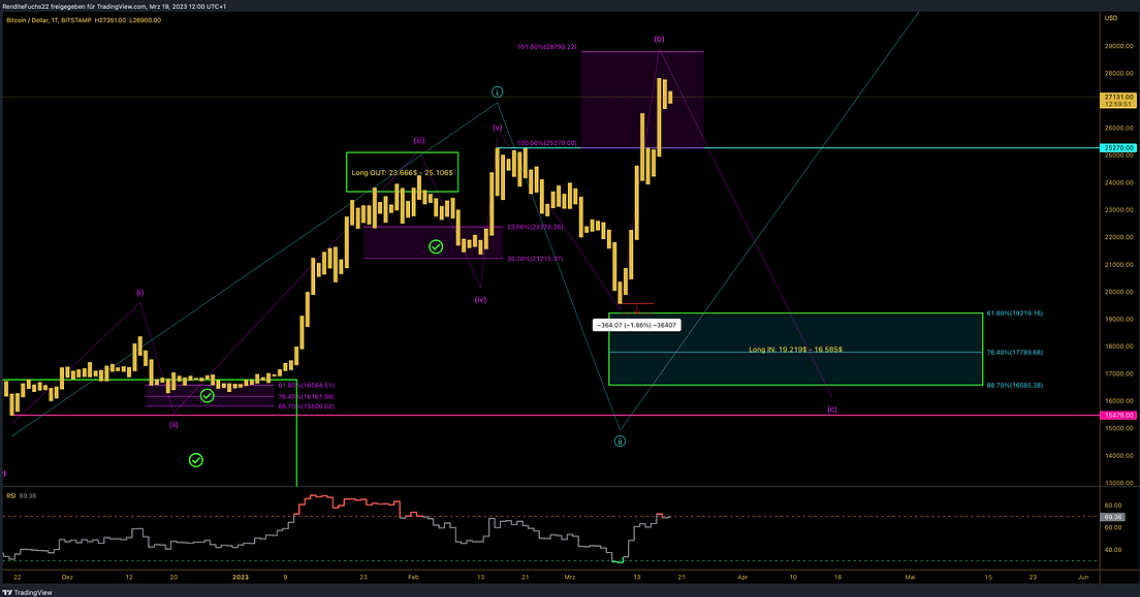 RenditeFuchs22 freigegeben für TradingView.com, Mrz 19, 2023 12:00 UTC+1
Bitcoin / Dollar, 1T, BITSTAMP H27351.00 L26900.00
USD
161.80%(28793.22)
(b)
29000.00
28000.00
27131.00
12:59:51
26000.00
(i)
(v)
(iii)
100.00%(25270.00)
25270.00
25000.00
Long OUT: 23.666$ - 25.106$
24000.00
23000.00
23.60%(22378.26)
22000.00
38.20%(21215.37)
21000.00
(iv)
20000.00
(i)
−364.07 (−1.86%) −36407
61.80%(19219.16)
19000.00
Long IN: 19.219$ - 16.585$
76.40%(17789.68)
18000.00
17000.00
61.80%(16584.51)
88.70%(16585.38)
76.40%(16161.58)
16000.00
88.70%(15806.02)
(c)
15479.00
(ii)
15000.00
(ii)
14000.00
13000.00
RSI 69.36
80.00
69.36
60.00
40.00
22 Dez 12 20 2023 9 23 Feb 13 21 Mrz 13 21 Apr 10 18 Mai 15 23 Jun
TradingView